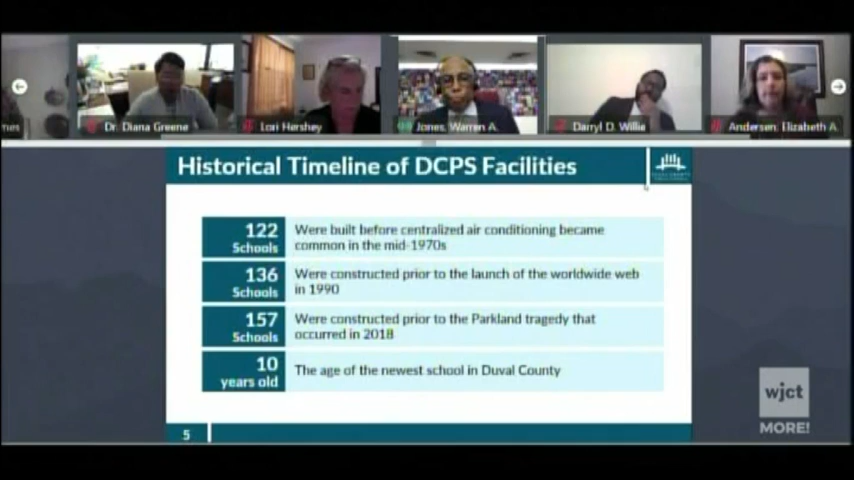 Dr. Diana Greene
Lori Hershey
Jones, Warren A.
Darryl D. Willie
Andersen, Elizabeth A.
Historical Timeline of DCPS Facilities
122
Schools
Were built before centralized air conditioning became
common in the mid-1970s
136
Schools
Were constructed prior to the launch of the worldwide web
in 1990
157
Schools
Were constructed prior to the Parkland tragedy that
occurred in 2018
10
years old
The age of the newest school in Duval County
5
wjct
MORE!